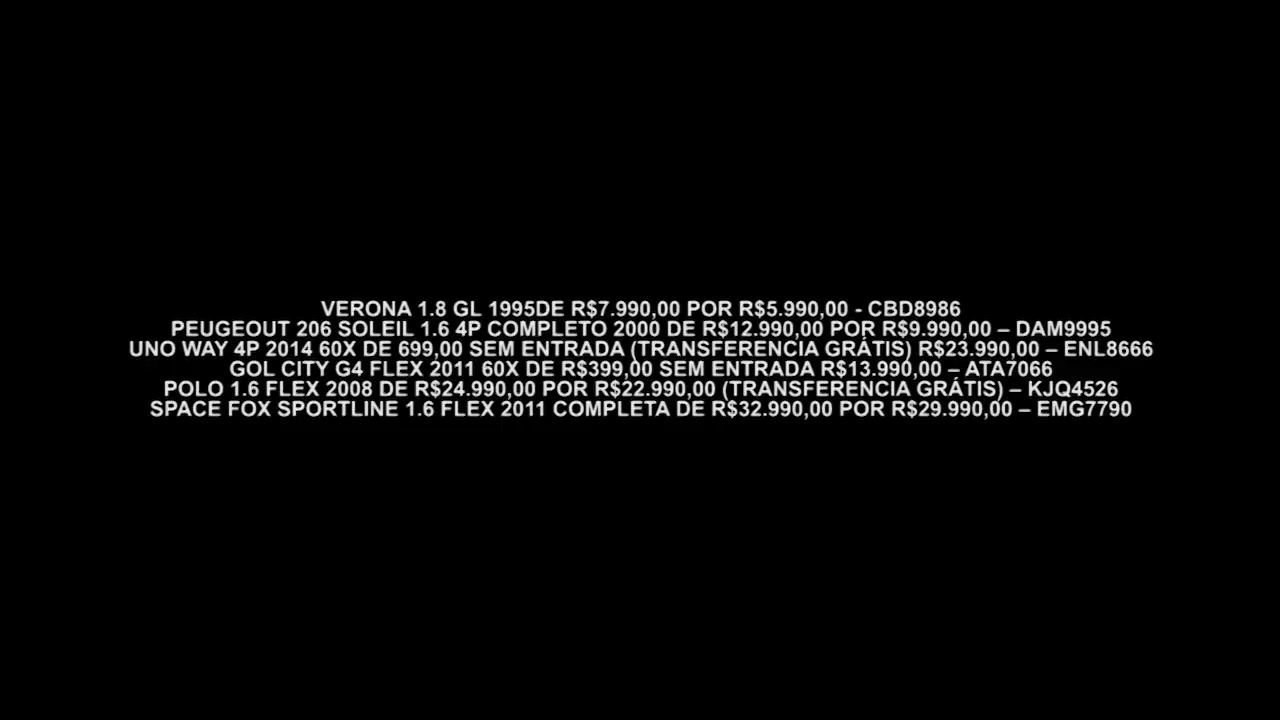 VERONA 1.8 GL 1995DE R$7.990,00 POR R$5.990,00 - CBD8986
PEUGEOUT 206 SOLEIL 1.6 4P COMPLETO 2000 DE R$12.990,00 POR R$9.990,00 – DAM9995
UNO WAY 4P 2014 60X DE 699,00 SEM ENTRADA (TRANSFERENCIA GRÁTIS) R$23.990,00 – ENL8666
GOL CITY G4 FLEX 2011 60X DE R$399,00 SEM ENTRADA R$13.990,00 – ATA7066
POLO 1.6 FLEX 2008 DE R$24.990,00 POR R$22.990,00 (TRANSFERENCIA GRÁTIS) – KJQ4526
SPACE FOX SPORTLINE 1.6 FLEX 2011 COMPLETA DE R$32.990,00 POR R$29.990,00 – EMG7790